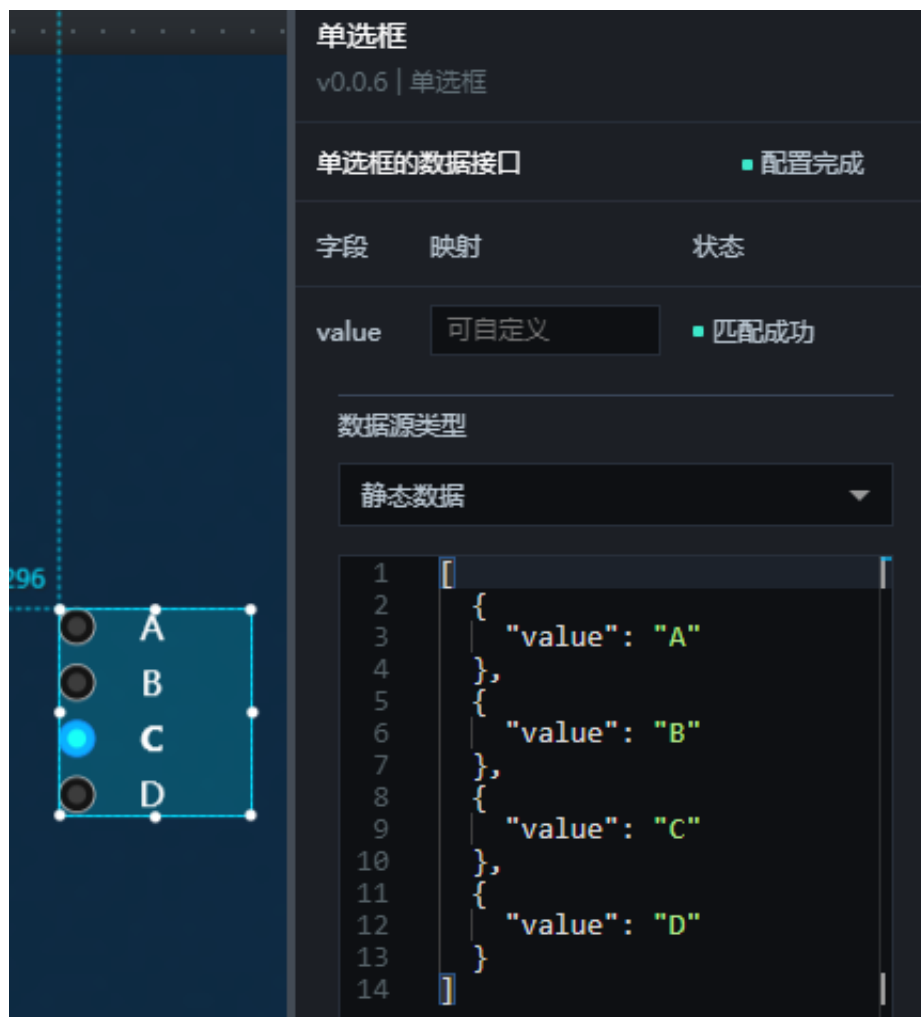 单选框
v0.0.6 | 单选框
单选框的数据接口 配置完成
字段 映射 状态
value 可自定义 匹配成功
数据源类型
静态数据
296
A
B
C
D
1 [
2 {
3 "value": "A"
4 },
5 {
6 "value": "B"
7 },
8 {
9 "value": "C"
10 },
11 {
12 "value": "D"
13 }
14 ]